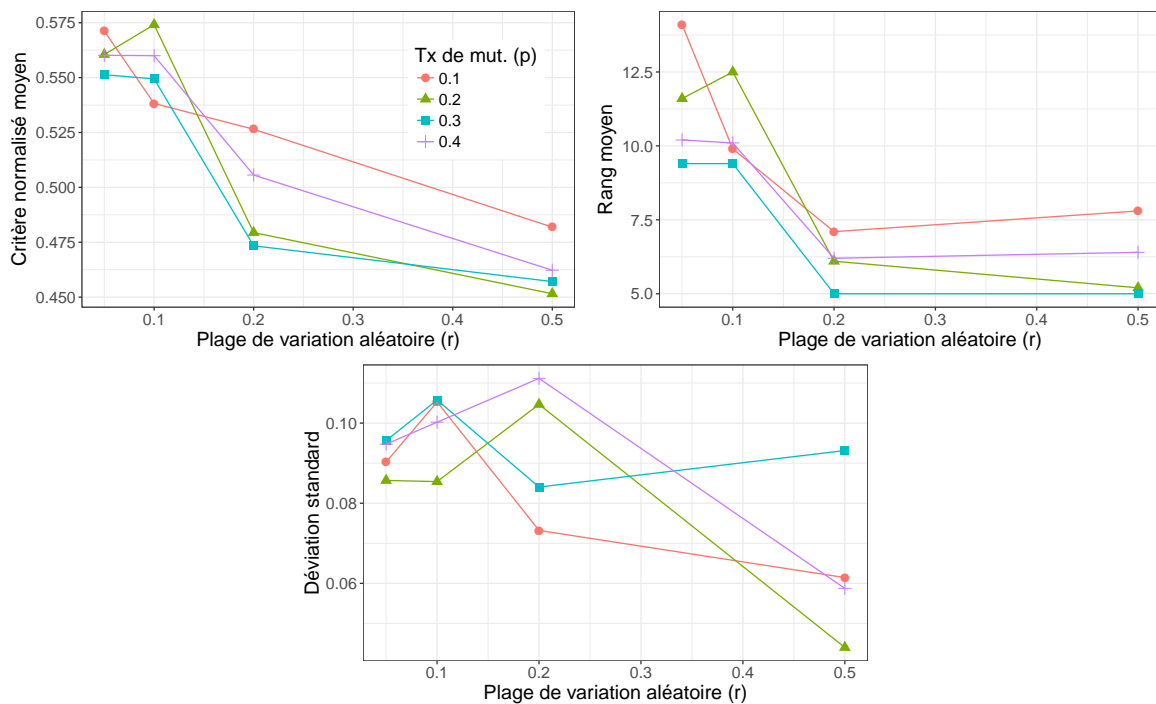 Critère normalisé moyen
0.575
0.550
0.525
0.500
0.475
0.450
Tx de mut. (p)
0.1
0.2
0.3
0.4
0.1 0.2 0.3 0.4 0.5
Plage de variation aléatoire (r)
Rang moyen
12.5
10.0
7.5
5.0
0.1 0.2 0.3 0.4 0.5
Plage de variation aléatoire (r)
Déviation standard
0.10
0.08
0.06
0.1 0.2 0.3 0.4 0.5
Plage de variation aléatoire (r)